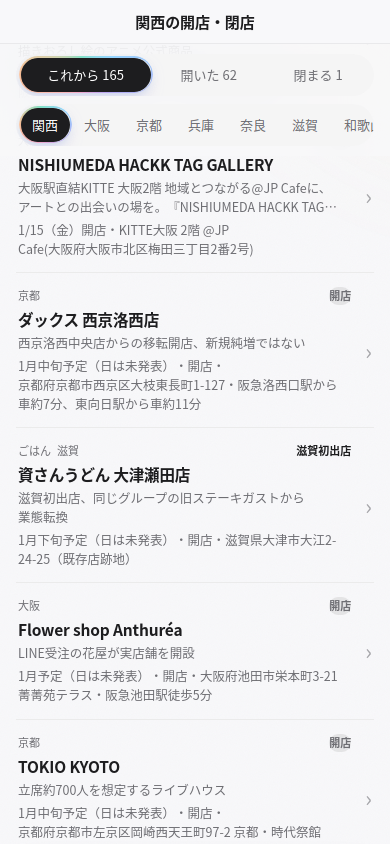 関西の開店・閉店
これから 165
開いた 62
閉まる 1
関西
大阪
京都
兵庫
奈良
滋賀
和歌
NISHIUMEDA HACKK TAG GALLERY
大阪駅直結KITTE 大阪2階 地域とつながる@JP Cafeに、
アートとの出会いの場を。『NISHIUMEDA HACKK TAG…
1/15（金）開店・KITTE大阪 2階 @JP
Cafe(大阪府大阪市北区梅田三丁目2番2号)
京都
開店
ダックス 西京洛西店
西京洛西中央店からの移転開店、新規純増ではない
1月中旬予定（日は未発表）・開店・
京都府京都市西京区大枝東長町1-127・阪急洛西口駅から
車約7分、東向日駅から車約11分
ごはん 滋賀
滋賀初出店
資さんうどん 大津瀬田店
滋賀初出店、同じグループの旧ステーキガストから
業態転換
1月下旬予定（日は未発表）・開店・滋賀県大津市大江2-
24-25（既存店跡地）
大阪
開店
Flower shop Anthuréa
LINE受注の花屋が実店舗を開設
1月予定（日は未発表）・開店・大阪府池田市栄本町3-21
菁菁苑テラス・阪急池田駅徒歩5分
京都
開店
TOKIO KYOTO
立席約700人を想定するライブハウス
1月中旬予定（日は未発表）・開店・
京都府京都市左京区岡崎西天王町97-2 京都・時代祭館